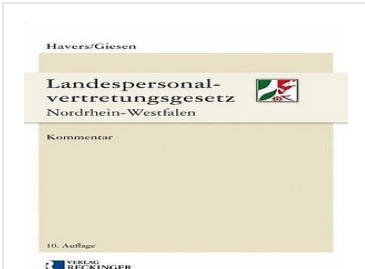 Havers/Giesen
Landespersonal-
vertretungsgesetz
Nordrhein-Westfalen
Kommentar
10. Auflage
VERLAG
RECKINGER